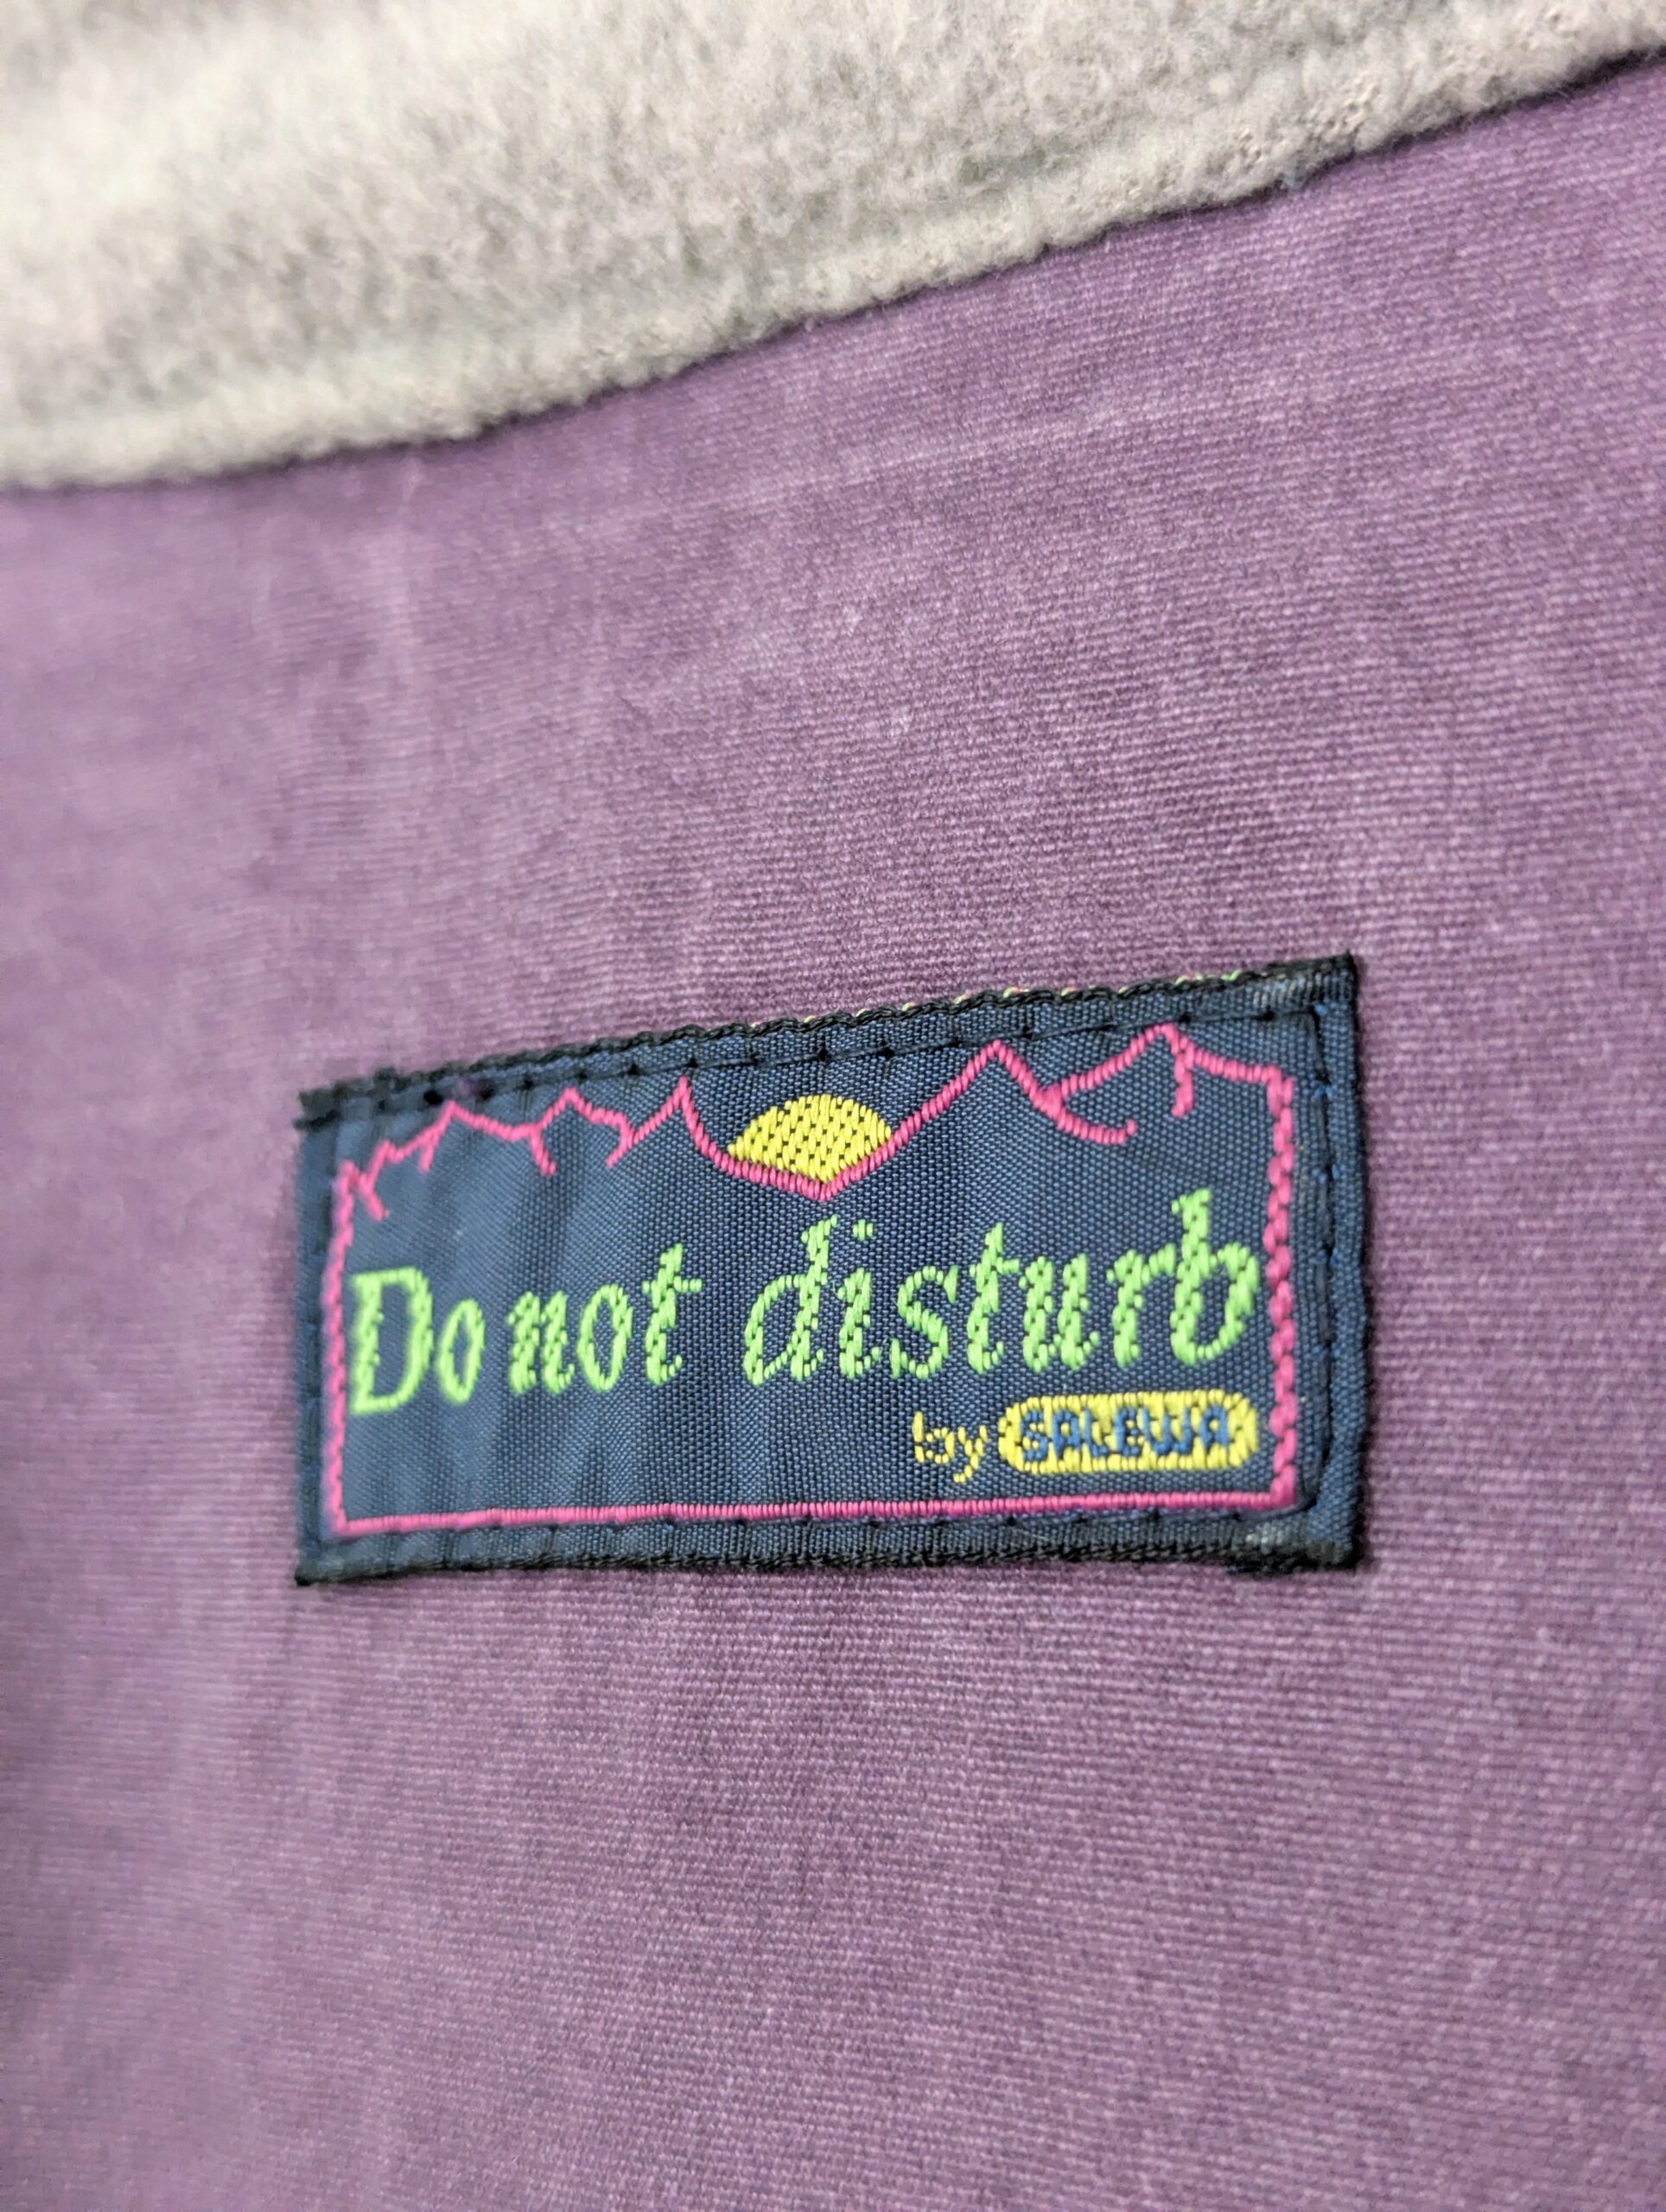 Do not disturb
by SALEWA